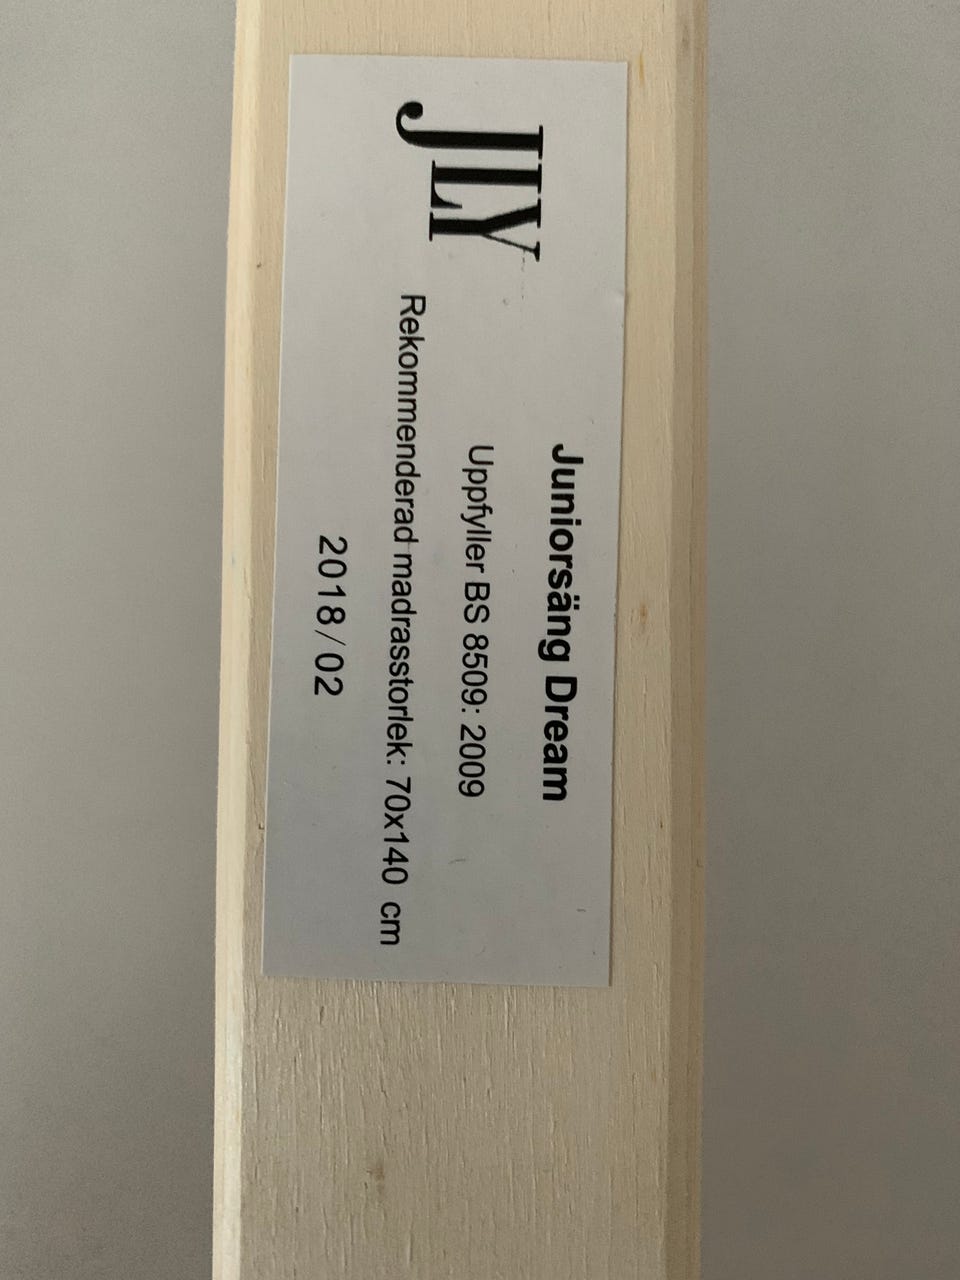 JLY
Juniorsäng Dream
Uppfyller BS 8509: 2009
Rekommenderad madrasstorlek: 70x140 cm
2018/02